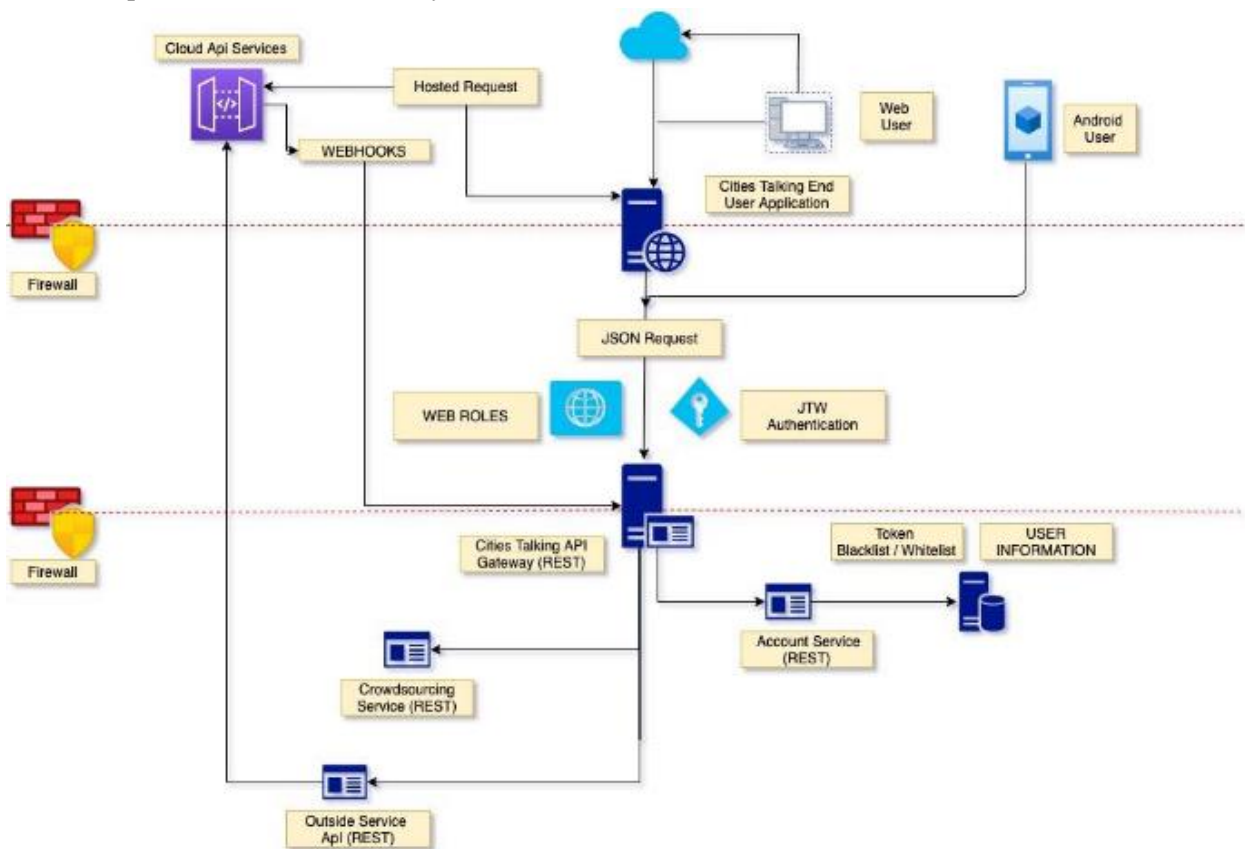 Cloud Api Services
Hosted Request
Web
User
Android
User
WEBHOOKS
Cities Talking End
User Application
Firewall
JSON Request
WEB ROLES
JTW
Authentication
Cities Talking API
Gateway (REST)
Token
Blacklist / Whitelist
USER
INFORMATION
Firewall
Account Service
(REST)
Crowdsourcing
Service (REST)
Outside Service
Api (REST)